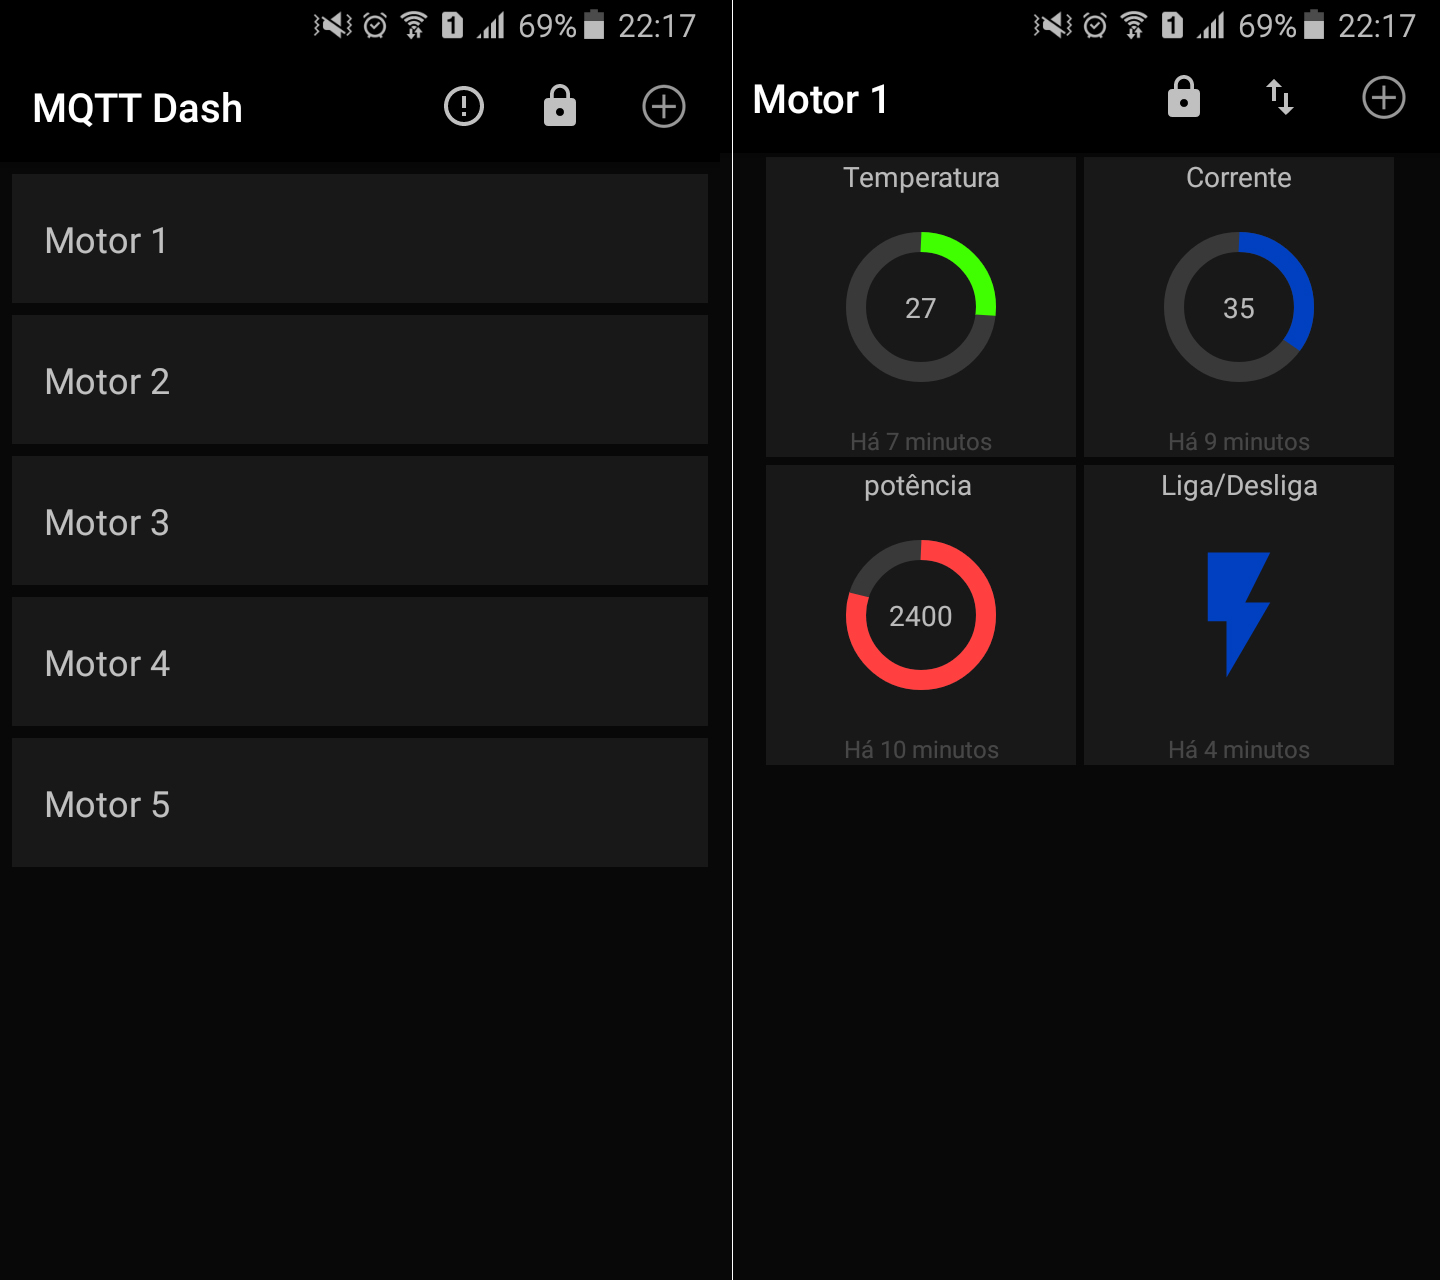 69% 22:17
MQTT Dash
Motor 1
Motor 2
Motor 3
Motor 4
Motor 5
1 69% 22:17
Motor 1
Temperatura
27
Há 7 minutos
Corrente
35
Há 9 minutos
potência
2400
Há 10 minutos
Liga/Desliga
Há 4 minutos